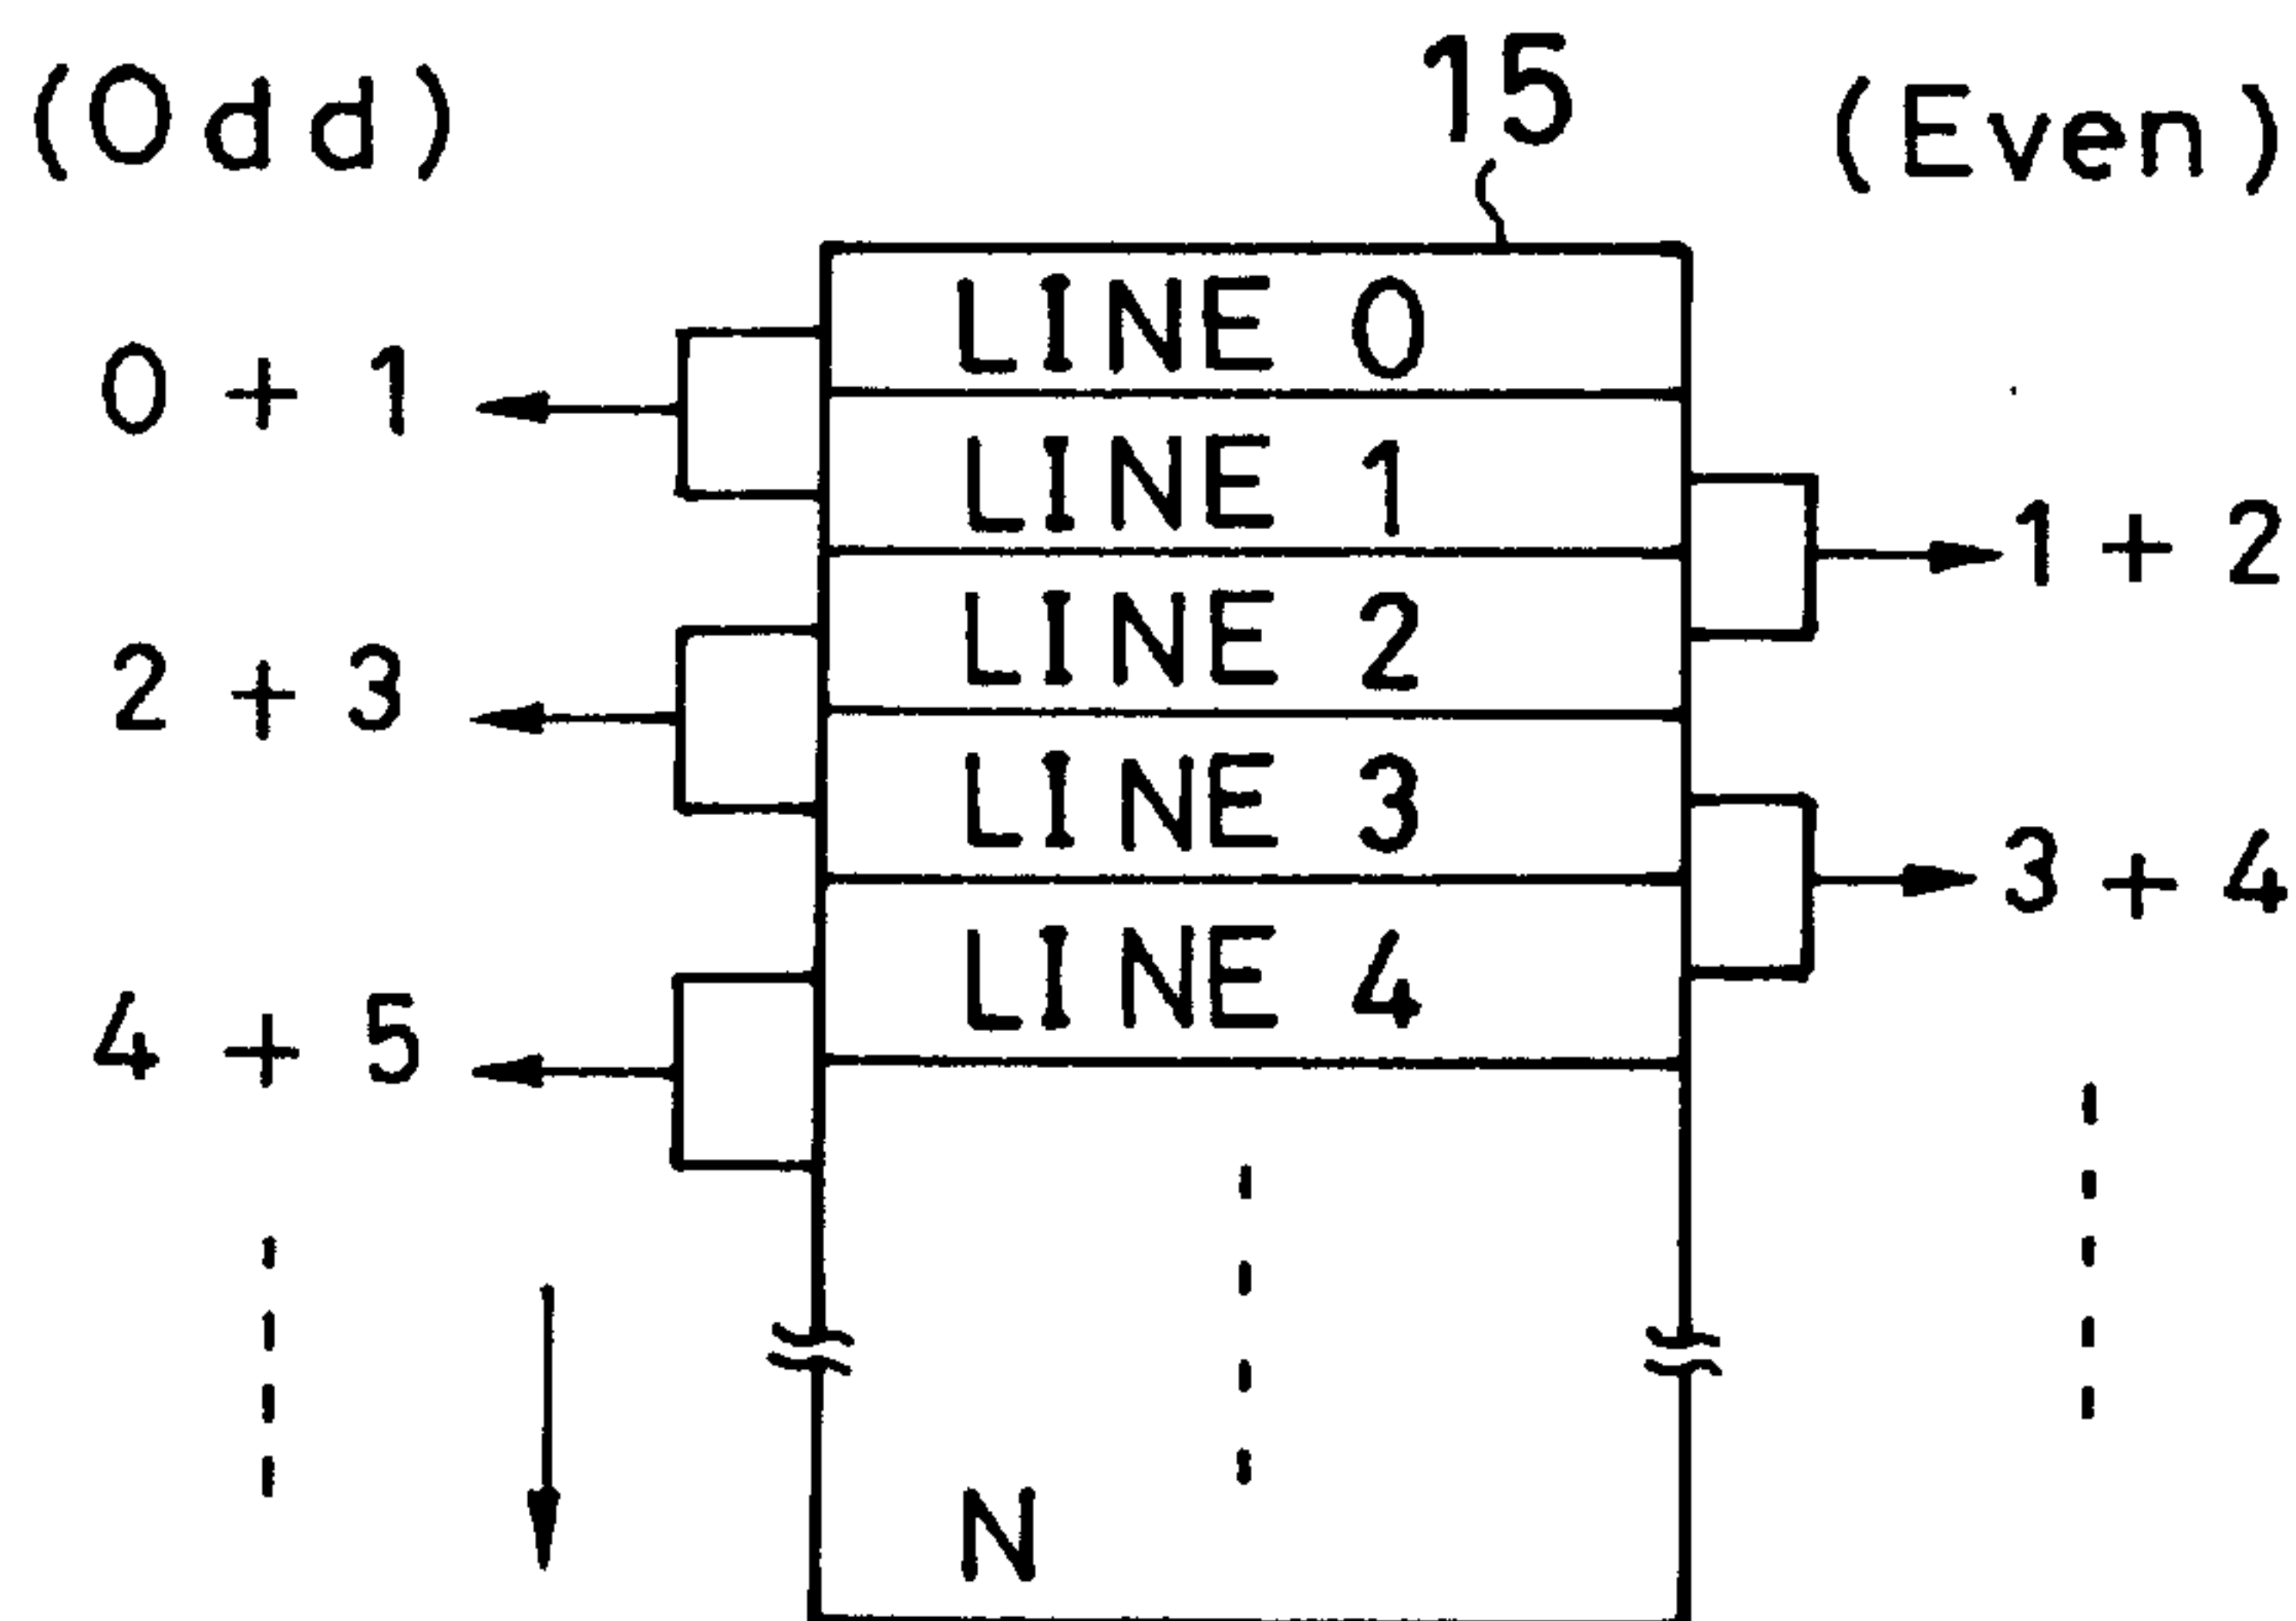 (Odd)
15
(Even)
LINE 0
0 + 1
LINE 1
1 + 2
LINE 2
2 + 3
LINE 3
3 + 4
LINE 4
4 + 5
N